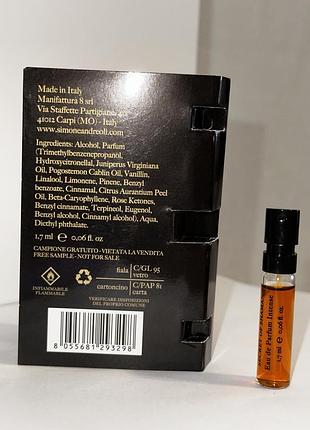 Made in Italy
Manifattura 8 srl
Via Staffette Partigiane
41012 Carpi (MO) - Italy
www.simoneandreoli.com
Ingredients: Alcohol, Parfum
(Trimethylbenzenepropanol,
Hydroxycitronellal, Juniperus Virginiana
Oil, Pogostemon Cablin Oil, Vanillin,
Linalool, Limonene, Pinene, Benzyl
benzoate, Cinnamal, Citrus Aurantium Peel
Oil, Beta-Caryophyllene, Rose Ketones,
Benzyl cinnamate, Terpineol, Eugenol,
Benzyl alcohol, Cinnamyl alcohol), Aqua,
Diethyl phthalate.
1,7 ml ℮ 0,06 fl. oz
CAMPIONE GRATUITO - VIETATA LA VENDITA
FREE SAMPLE - NOT FOR SALE
INFIAMMABILE
FLAMMABLE
fiala C/GL 95
vetro
cartoncino C/PAP 81
carta
VERIFICARE DISPOSIZIONI
DEL PROPRIO COMUNE
8 055681 293298
Eau de Parfum Intense
1,7 ml ℮ 0,06 fl. oz